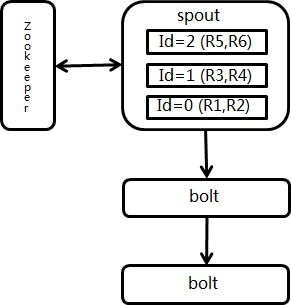 Zookeeper
spout
Id=2 (R5,R6)
Id=1 (R3,R4)
Id=0 (R1,R2)
bolt
bolt